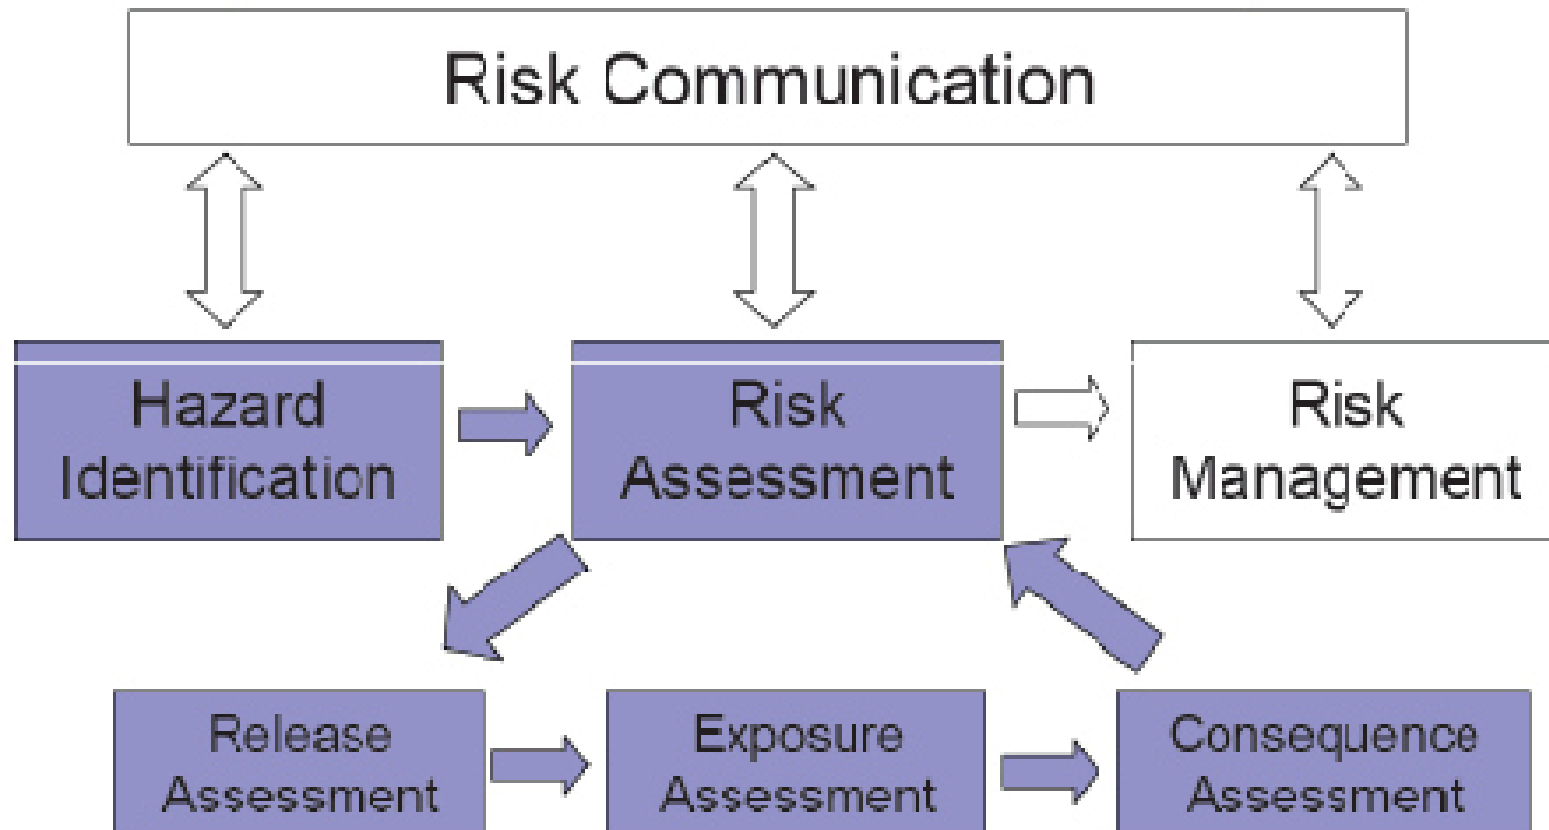 Risk Communication
Hazard
Identification
Risk
Assessment
Risk
Management
Release
Assessment
Exposure
Assessment
Consequence
Assessment